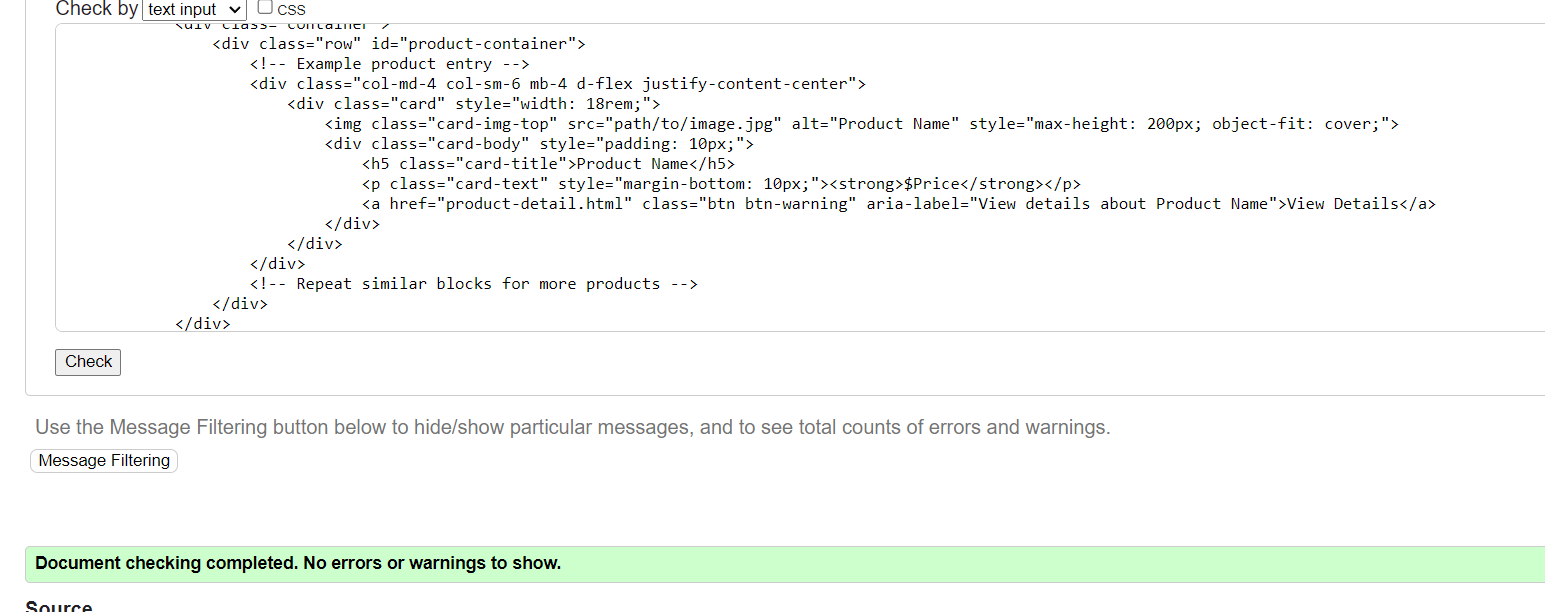 Check by text input CSS
<div class="container">
<div class="row" id="product-container">
<!-- Example product entry -->
<div class="col-md-4 col-sm-6 mb-4 d-flex justify-content-center">
<div class="card" style="width: 18rem;">
<img class="card-img-top" src="path/to/image.jpg" alt="Product Name" style="max-height: 200px; object-fit: cover;">
<div class="card-body" style="padding: 10px;">
<h5 class="card-title">Product Name</h5>
<p class="card-text" style="margin-bottom: 10px;"><strong>$Price</strong></p>
<a href="product-detail.html" class="btn btn-warning" aria-label="View details about Product Name">View Details</a>
</div>
</div>
</div>
<!-- Repeat similar blocks for more products -->
</div>
</div>
Check
Use the Message Filtering button below to hide/show particular messages, and to see total counts of errors and warnings.
Message Filtering
Document checking completed. No errors or warnings to show.
Source